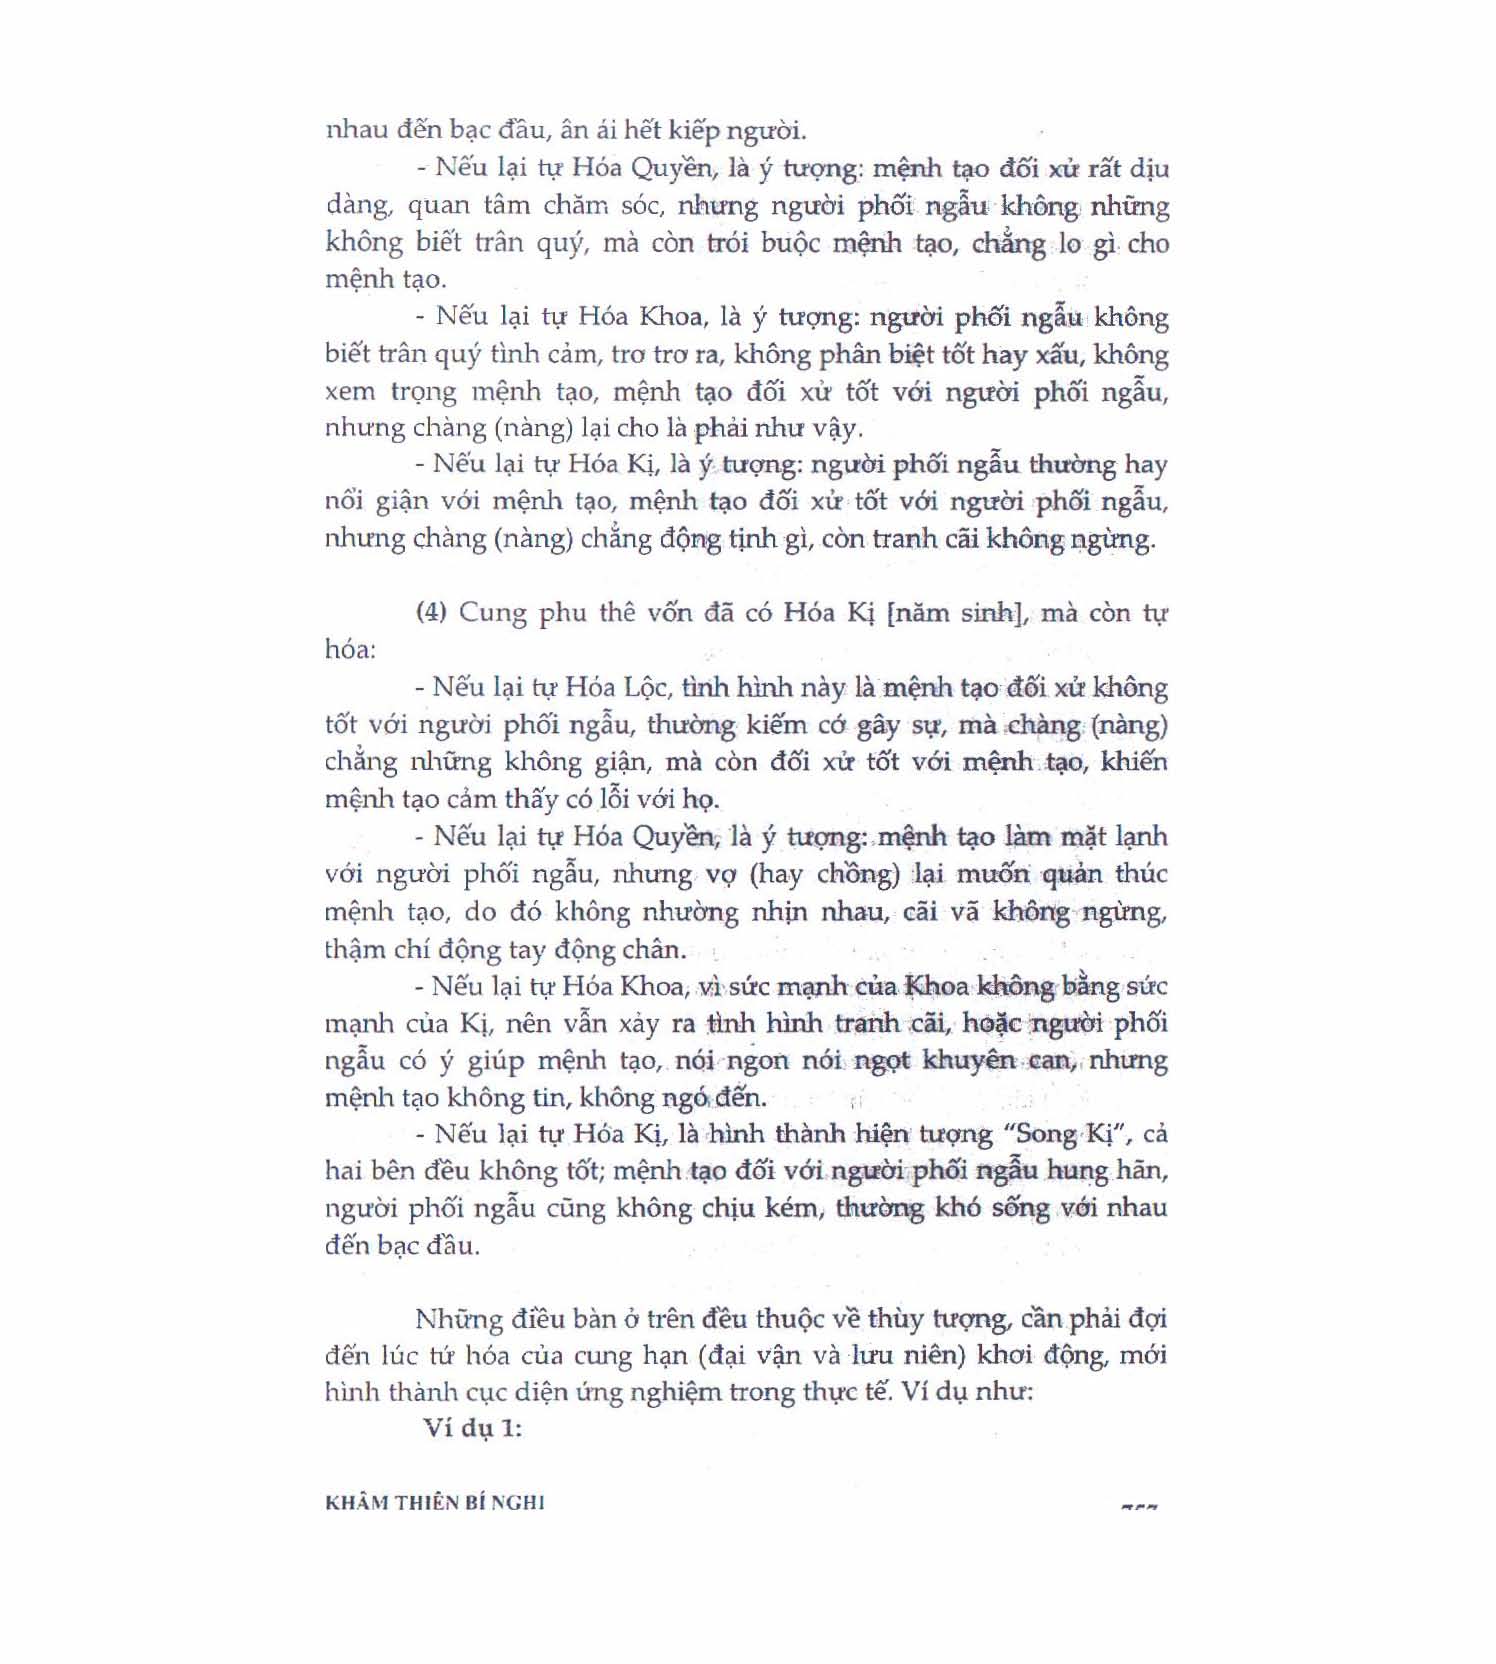 nhau đến bạc đầu, ân ái hết kiếp người.
- Nếu lại tự Hóa Quyền, là ý tượng: mệnh tạo đối xử rất dịu
dàng, quan tâm chăm sóc, nhưng người phối ngẫu không những
không biết trân quý, mà còn trói buộc mệnh tạo, chẳng lo gì cho
mệnh tạo.
- Nếu lại tự Hóa Khoa, là ý tượng: người phối ngẫu không
biết trân quý tình cảm, trơ trơ ra, không phân biệt tốt hay xấu, không
xem trọng mệnh tạo, mệnh tạo đối xử tốt với người phối ngẫu,
nhưng chàng (nàng) lại cho là phải như vậy.
- Nếu lại tự Hóa Kị, là ý tượng: người phối ngẫu thường hay
nổi giận với mệnh tạo, mệnh tạo đối xử tốt với người phối ngẫu,
nhưng chàng (nàng) chẳng động tịnh gì, còn tranh cãi không ngừng.
(4) Cung phu thê vốn đã có Hóa Kị [năm sinh], mà còn tự
hóa:
- Nếu lại tự Hóa Lộc, tình hình này là mệnh tạo đối xử không
tốt với người phối ngẫu, thường kiếm cớ gây sự, mà chàng (nàng)
chẳng những không giận, mà còn đối xử tốt với mệnh tạo, khiến
mệnh tạo cảm thấy có lỗi với họ.
- Nếu lại tự Hóa Quyền, là ý tượng: mệnh tạo làm mặt lạnh
với người phối ngẫu, nhưng vợ (hay chồng) lại muốn quản thúc
mệnh tạo, do đó không nhường nhịn nhau, cãi vã không ngừng,
thậm chí động tay động chân.
- Nếu lại tự Hóa Khoa, vì sức mạnh của Khoa không bằng sức
mạnh của Kị, nên vẫn xảy ra tình hình tranh cãi, hoặc người phối
ngẫu có ý giúp mệnh tạo, nói ngon nói ngọt khuyên can, nhưng
mệnh tạo không tin, không ngó đến.
- Nếu lại tự Hóa Kị, là hình thành hiện tượng “Song Kị”, cả
hai bên đều không tốt; mệnh tạo đối với người phối ngẫu hung hãn,
người phối ngẫu cũng không chịu kém, thường khó sống với nhau
đến bạc đầu.
Những điều bàn ở trên đều thuộc về thùy tượng, cần phải đợi
đến lúc tứ hóa của cung hạn (đại vận và lưu niên) khơi động, mới
hình thành cục diện ứng nghiệm trong thực tế. Ví dụ như:
Ví dụ 1:
KHÂM THIÊN BÍ NGHI